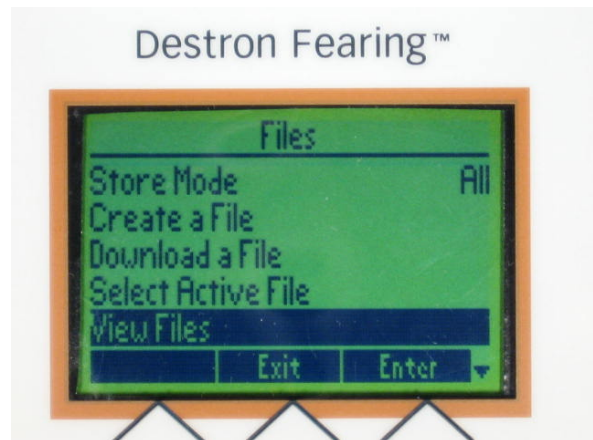 Destron Fearing™
Files
Store Mode All
Create a File
Download a File
Select Active File
View Files
Exit Enter